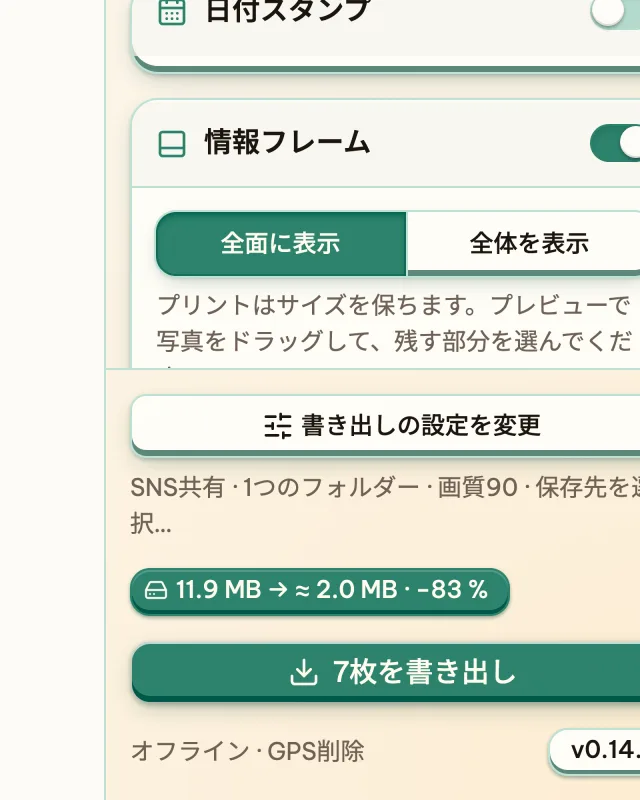 日付スタンプ
情報フレーム
全面に表示
全体を表示
プリントはサイズを保ちます。プレビューで
写真をドラッグして、残す部分を選んでくだ
書き出しの設定を変更
SNS共有 · 1つのフォルダー · 画質90 · 保存先を選
択...
11.9 MB → ≈ 2.0 MB · −83 %
7枚を書き出し
オフライン · GPS削除
v0.14.